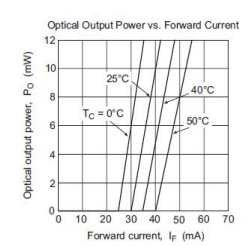 Optical Output Power vs. Forward Current
12
10
8
6
4
2
0
Optical output power, PO (mW)
25°C
40°C
TC = 0°C
50°C
0 10 20 30 40 50 60 70
Forward current, IF (mA)